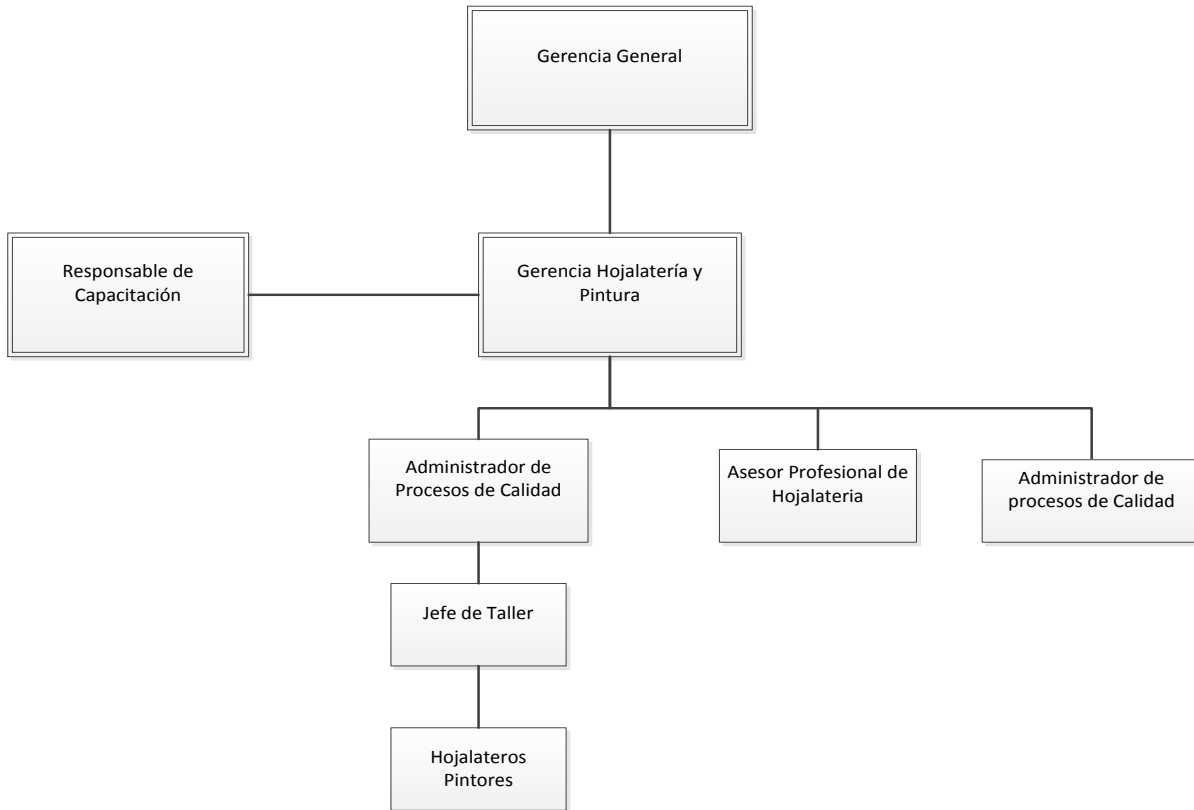 Gerencia General
Responsable de
Capacitación
Gerencia Hojalatería y
Pintura
Administrador de
Procesos de Calidad
Asesor Profesional de
Hojalateria
Administrador de
procesos de Calidad
Jefe de Taller
Hojalateros
Pintores